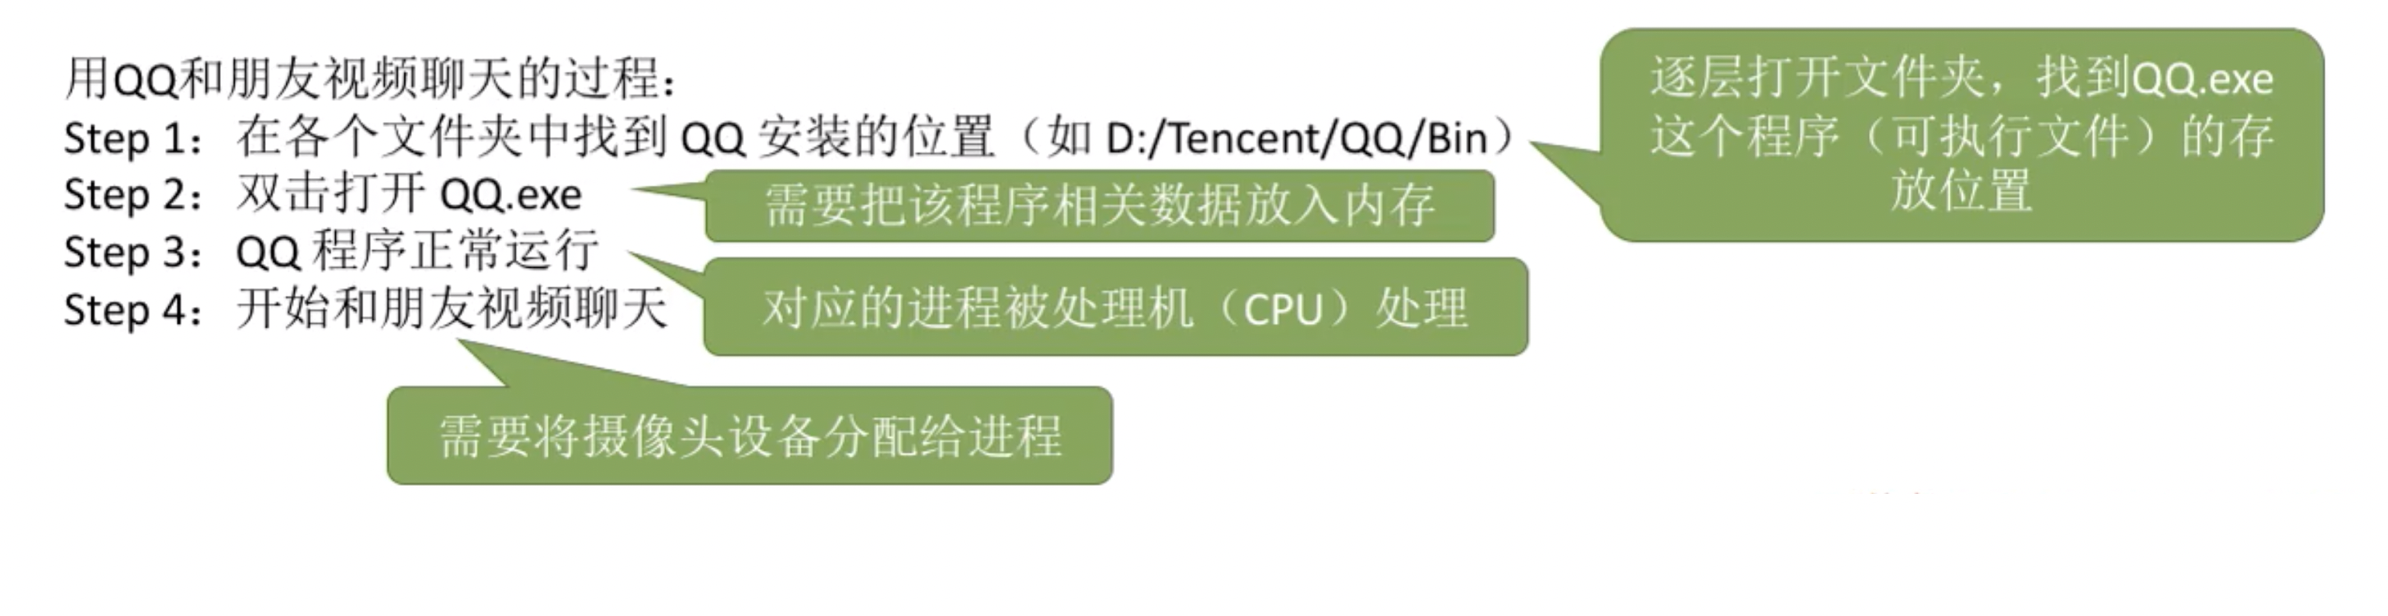 用QQ和朋友视频聊天的过程：
Step 1：在各个文件夹中找到 QQ 安装的位置（如 D:/Tencent/QQ/Bin）
逐层打开文件夹，找到QQ.exe
这个程序（可执行文件）的存
放位置
Step 2：双击打开 QQ.exe
需要把该程序相关数据放入内存
Step 3：QQ 程序正常运行
对应的进程被处理机（CPU）处理
Step 4：开始和朋友视频聊天
需要将摄像头设备分配给进程